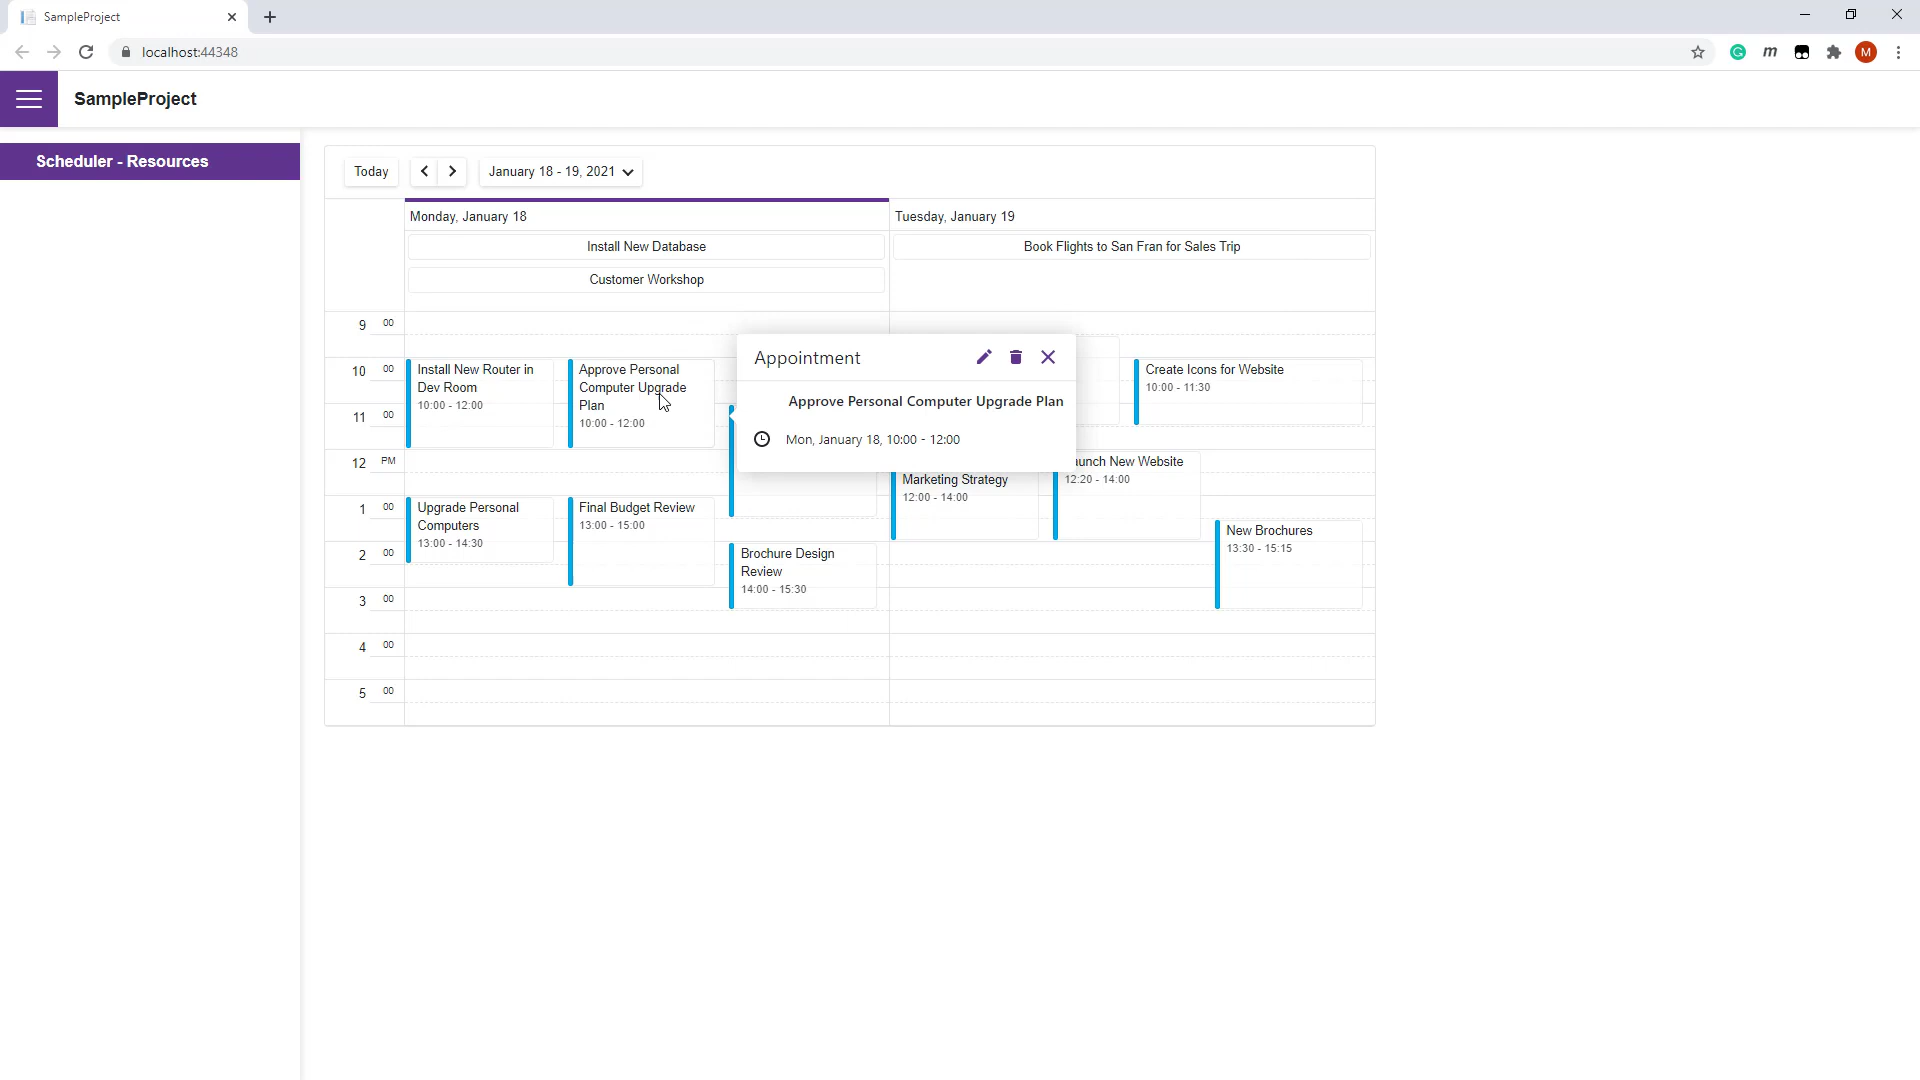 SampleProject
localhost:44348
m
M
SampleProject
Scheduler - Resources
Today
January 18 - 19, 2021
Monday, January 18
Tuesday, January 19
Install New Database
Book Flights to San Fran for Sales Trip
Customer Workshop
9 00
10 00
11 00
12 PM
1 00
2 00
3 00
4 00
5 00
Install New Router in
Dev Room
10:00 - 12:00
Approve Personal
Computer Upgrade
Plan
10:00 - 12:00
Appointment
Approve Personal Computer Upgrade Plan
Mon, January 18, 10:00 - 12:00
Create Icons for Website
10:00 - 11:30
Marketing Strategy
12:00 - 14:00
unch New Website
12:20 - 14:00
Upgrade Personal
Computers
13:00 - 14:30
Final Budget Review
13:00 - 15:00
Brochure Design
Review
14:00 - 15:30
New Brochures
13:30 - 15:15